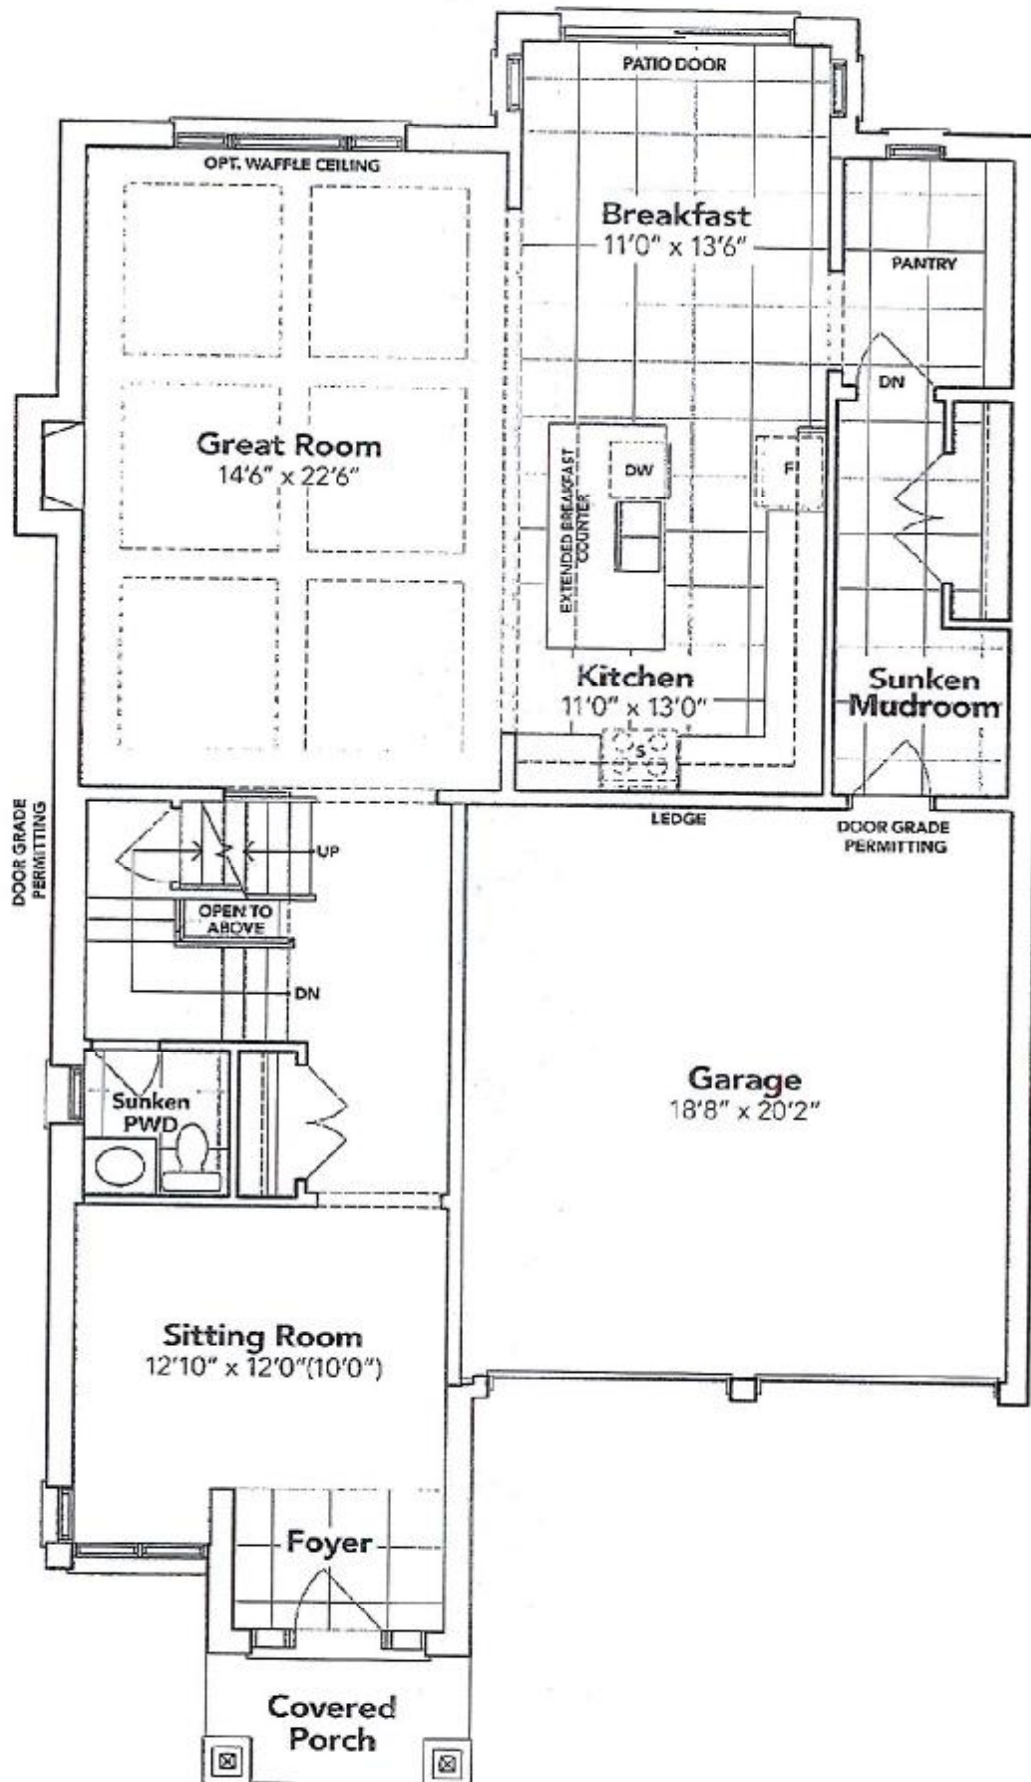 PATIO DOOR
OPT. WAFFLE CEILING
Breakfast
11'0" x 13'6"
PANTRY
DN
Great Room
14'6" x 22'6"
EXTENDED BREAKFAST
COUNTER
DW
F
Kitchen
11'0" x 13'0"
S
Sunken
Mudroom
DOOR GRADE
PERMITTING
LEDGE
DOOR GRADE
PERMITTING
UP
OPEN TO
ABOVE
DN
Sunken
PWD
Garage
18'8" x 20'2"
Sitting Room
12'10" x 12'0"(10'0")
Foyer
Covered
Porch